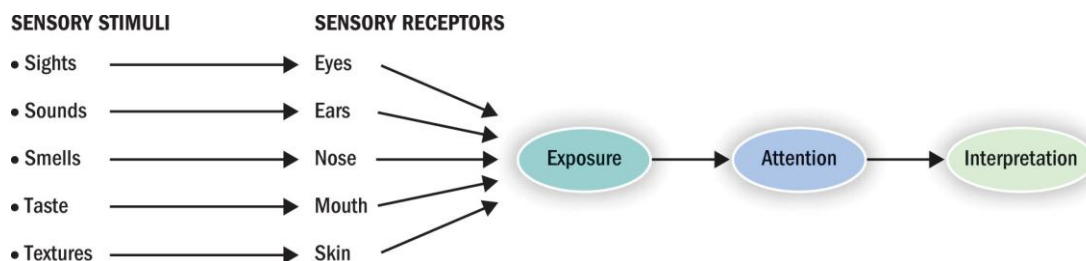 SENSORY STIMULI SENSORY RECEPTORS
• Sights Eyes
• Sounds Ears
• Smells Nose Exposure Attention Interpretation
• Taste Mouth
• Textures Skin